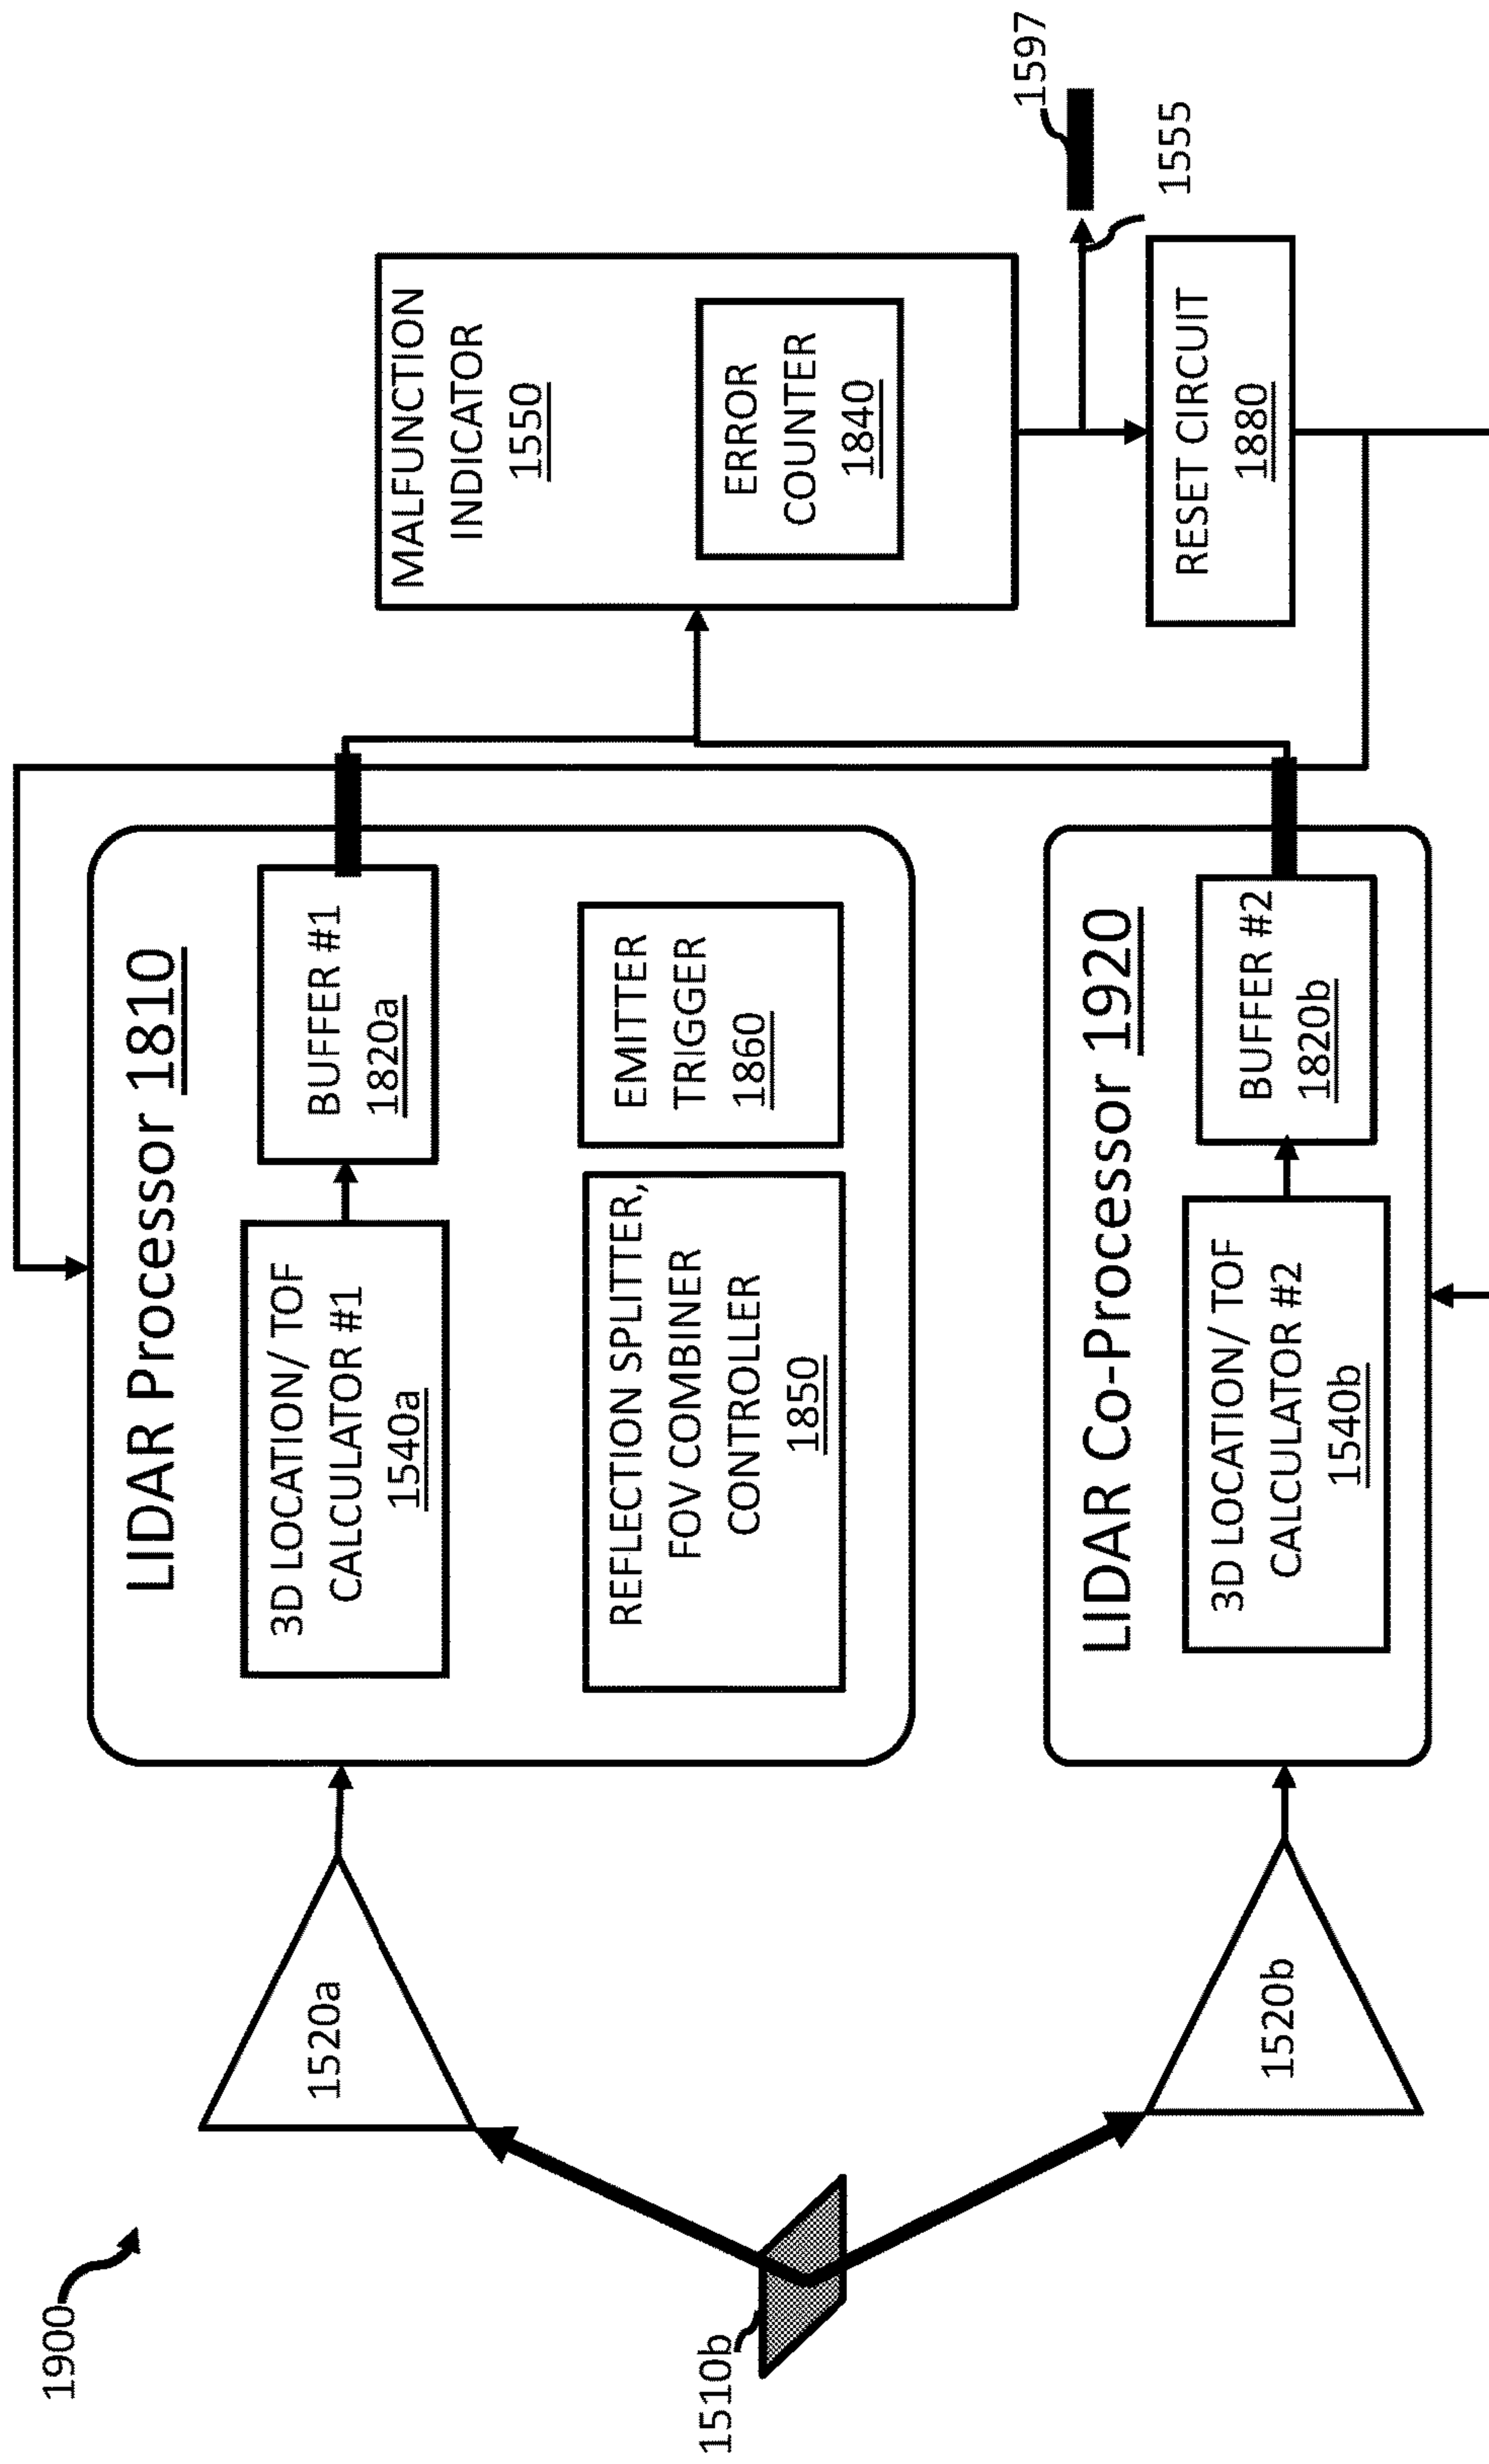 1900
1510b
1520a
1520b
LIDAR Processor 1810
3D LOCATION/ TOF
CALCULATOR #1
1540a
BUFFER #1
1820a
REFLECTION SPLITTER,
FOV COMBINER
CONTROLLER
1850
EMITTER
TRIGGER
1860
LIDAR Co-Processor 1920
3D LOCATION/ TOF
CALCULATOR #2
1540b
BUFFER #2
1820b
MALFUNCTION
INDICATOR
1550
ERROR
COUNTER
1840
1597
1555
RESET CIRCUIT
1880